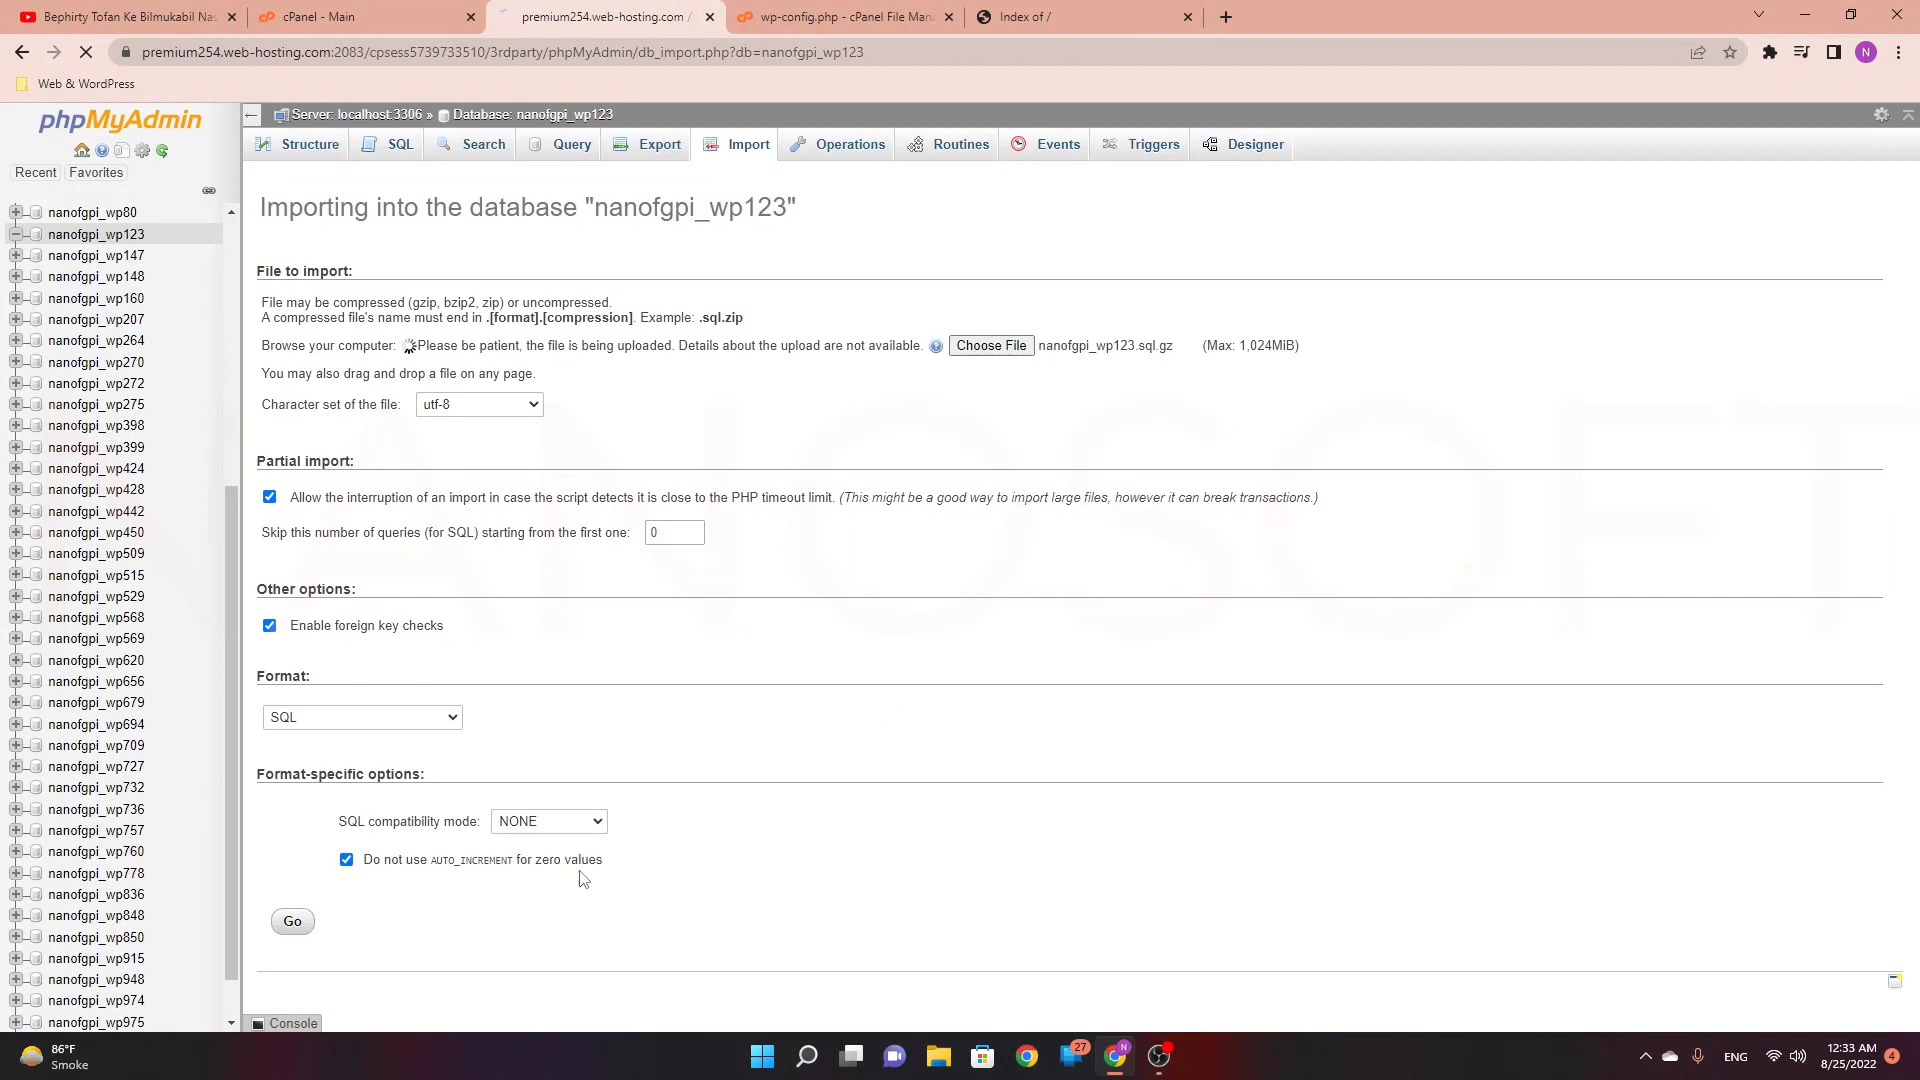 Bephirty Tofan Ke Bilmukabil Nas
cPanel - Main
premium254.web-hosting.com /
wp-config.php - cPanel File Mana
Index of /
premium254.web-hosting.com:2083/cpsess5739733510/3rdparty/phpMyAdmin/db_import.php?db=nanofgpi_wp123
N
Web & WordPress
phpMyAdmin
Server: localhost:3306 » Database: nanofgpi_wp123
Structure SQL Search Query Export Import Operations Routines Events Triggers Designer
Recent Favorites
nanofgpi_wp80
nanofgpi_wp123
nanofgpi_wp147
nanofgpi_wp148
nanofgpi_wp160
nanofgpi_wp207
nanofgpi_wp264
nanofgpi_wp270
nanofgpi_wp272
nanofgpi_wp275
nanofgpi_wp398
nanofgpi_wp399
nanofgpi_wp424
nanofgpi_wp428
nanofgpi_wp442
nanofgpi_wp450
nanofgpi_wp509
nanofgpi_wp515
nanofgpi_wp529
nanofgpi_wp568
nanofgpi_wp569
nanofgpi_wp620
nanofgpi_wp656
nanofgpi_wp679
nanofgpi_wp694
nanofgpi_wp709
nanofgpi_wp727
nanofgpi_wp732
nanofgpi_wp736
nanofgpi_wp757
nanofgpi_wp760
nanofgpi_wp778
nanofgpi_wp836
nanofgpi_wp848
nanofgpi_wp850
nanofgpi_wp915
nanofgpi_wp948
nanofgpi_wp974
nanofgpi_wp975
Importing into the database "nanofgpi_wp123"
File to import:
File may be compressed (gzip, bzip2, zip) or uncompressed.
A compressed file's name must end in .[format].[compression]. Example: .sql.zip
Browse your computer: Please be patient, the file is being uploaded. Details about the upload are not available. Choose File nanofgpi_wp123.sql.gz (Max: 1,024MiB)
You may also drag and drop a file on any page.
Character set of the file: utf-8
Partial import:
Allow the interruption of an import in case the script detects it is close to the PHP timeout limit. (This might be a good way to import large files, however it can break transactions.)
Skip this number of queries (for SQL) starting from the first one: 0
Other options:
Enable foreign key checks
Format:
SQL
Format-specific options:
SQL compatibility mode: NONE
Do not use AUTO_INCREMENT for zero values
Go
Console
NANOSOFT
86°F
Smoke
27
N
ENG
12:33 AM
8/25/2022
4